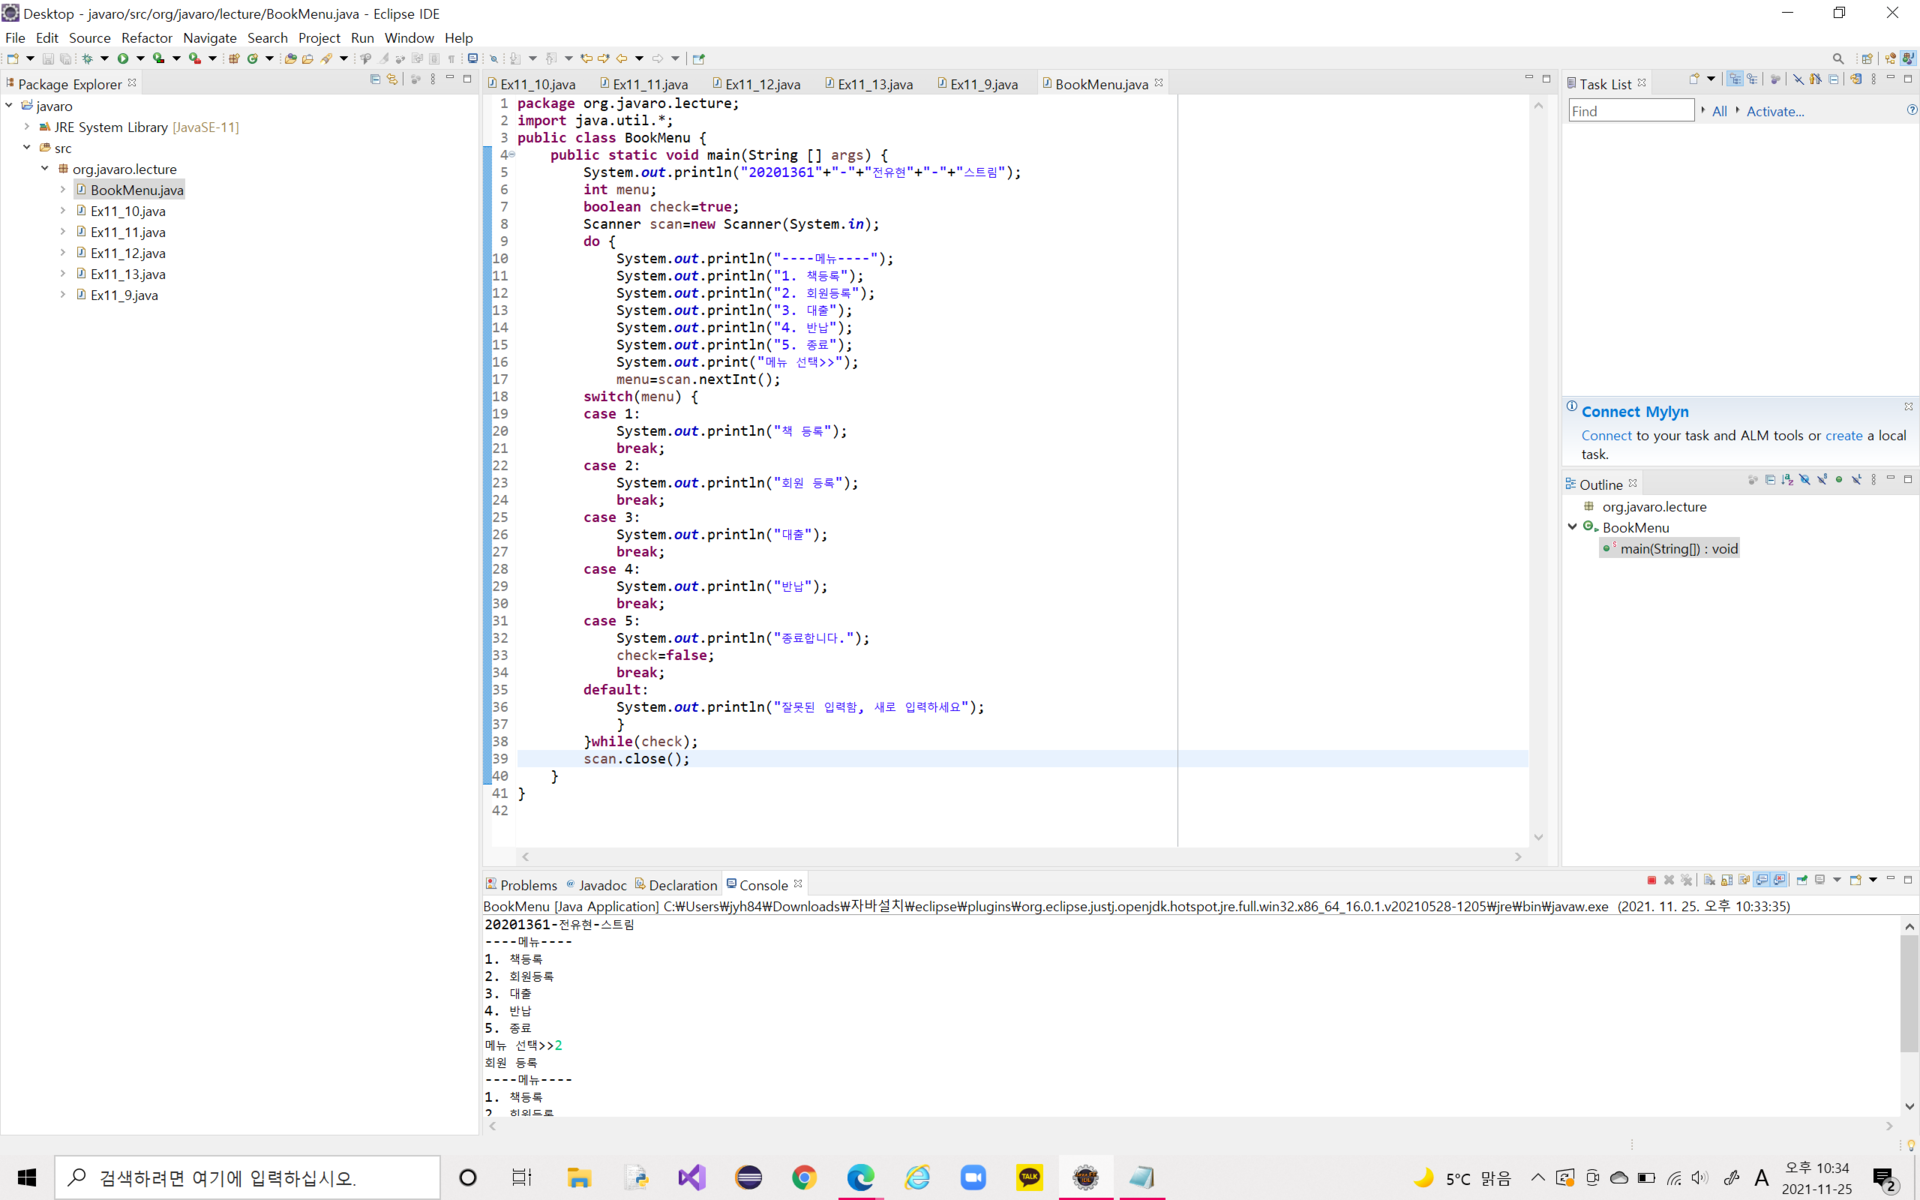 Desktop - javaro/src/org/javaro/lecture/BookMenu.java - Eclipse IDE
File Edit Source Refactor Navigate Search Project Run Window Help
Package Explorer
javaro
JRE System Library [JavaSE-11]
src
org.javaro.lecture
BookMenu.java
Ex11_10.java
Ex11_11.java
Ex11_12.java
Ex11_13.java
Ex11_9.java
Ex11_10.java Ex11_11.java Ex11_12.java Ex11_13.java Ex11_9.java BookMenu.java
1 package org.javaro.lecture;
2 import java.util.*;
3 public class BookMenu {
4 public static void main(String [] args) {
5 System.out.println("20201361"+"-"+"전유현"+"-"+"스트림");
6 int menu;
7 boolean check=true;
8 Scanner scan=new Scanner(System.in);
9 do {
10 System.out.println("----메뉴----");
11 System.out.println("1. 책등록");
12 System.out.println("2. 회원등록");
13 System.out.println("3. 대출");
14 System.out.println("4. 반납");
15 System.out.println("5. 종료");
16 System.out.print("메뉴 선택>>");
17 menu=scan.nextInt();
18 switch(menu) {
19 case 1:
20 System.out.println("책 등록");
21 break;
22 case 2:
23 System.out.println("회원 등록");
24 break;
25 case 3:
26 System.out.println("대출");
27 break;
28 case 4:
29 System.out.println("반납");
30 break;
31 case 5:
32 System.out.println("종료합니다.");
33 check=false;
34 break;
35 default:
36 System.out.println("잘못된 입력함, 새로 입력하세요");
37 }
38 }while(check);
39 scan.close();
40 }
41 }
42
Task List
Find All Activate...
Connect Mylyn
Connect to your task and ALM tools or create a local
task.
Outline
org.javaro.lecture
BookMenu
main(String[]) : void
Problems Javadoc Declaration Console
BookMenu [Java Application] C:₩Users₩jyh84₩Downloads₩자바설치₩eclipse₩plugins₩org.eclipse.justj.openjdk.hotspot.jre.full.win32.x86_64_16.0.1.v20210528-1205₩jre₩bin₩javaw.exe (2021. 11. 25. 오후 10:33:35)
20201361-전유현-스트림
----메뉴----
1. 책등록
2. 회원등록
3. 대출
4. 반납
5. 종료
메뉴 선택>>2
회원 등록
----메뉴----
1. 책등록
2. 회원등록
검색하려면 여기에 입력하십시오.
TALK
5°C 맑음
A
오후 10:34
2021-11-25
2